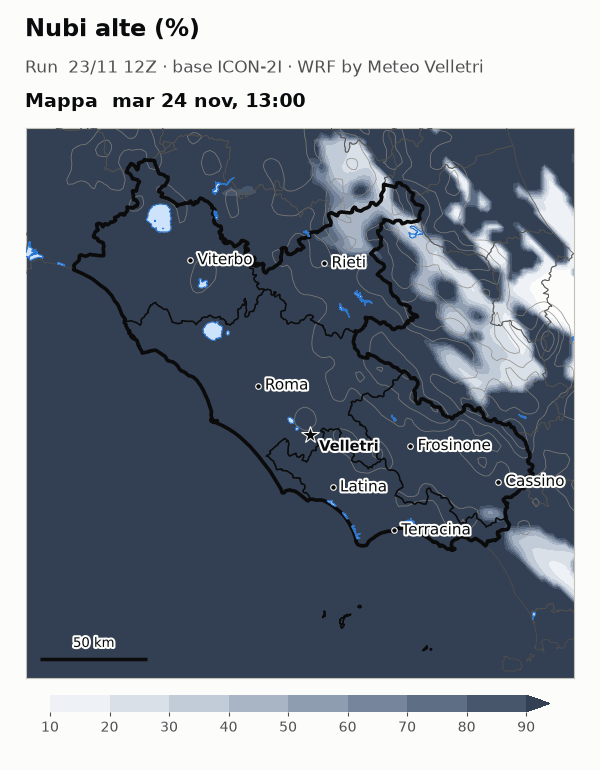 Nubi alte (%)
Run  23/11 12Z · base ICON-2I · WRF by Meteo Velletri
Mappa  mar 24 nov, 13:00
Viterbo
Rieti
Roma
Velletri
Frosinone
Cassino
Latina
Terracina
50 km
10 20 30 40 50 60 70 80 90